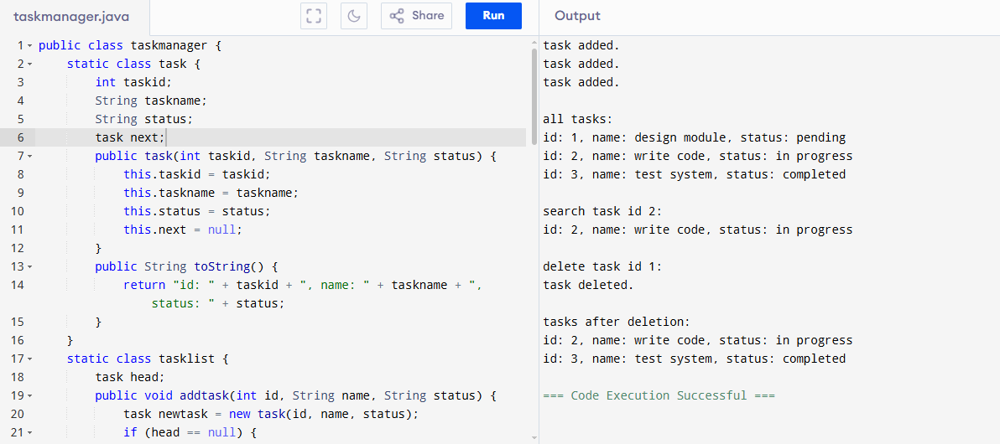 taskmanager.java
Share
Run
Output
1 public class taskmanager {
2 static class task {
3 int taskid;
4 String taskname;
5 String status;
6 task next;
7 public task(int taskid, String taskname, String status) {
8 this.taskid = taskid;
9 this.taskname = taskname;
10 this.status = status;
11 this.next = null;
12 }
13 public String toString() {
14 return "id: " + taskid + ", name: " + taskname + ",
status: " + status;
15 }
16 }
17 static class tasklist {
18 task head;
19 public void addtask(int id, String name, String status) {
20 task newtask = new task(id, name, status);
21 if (head == null) {
task added.
task added.
task added.
all tasks:
id: 1, name: design module, status: pending
id: 2, name: write code, status: in progress
id: 3, name: test system, status: completed
search task id 2:
id: 2, name: write code, status: in progress
delete task id 1:
task deleted.
tasks after deletion:
id: 2, name: write code, status: in progress
id: 3, name: test system, status: completed
=== Code Execution Successful ===